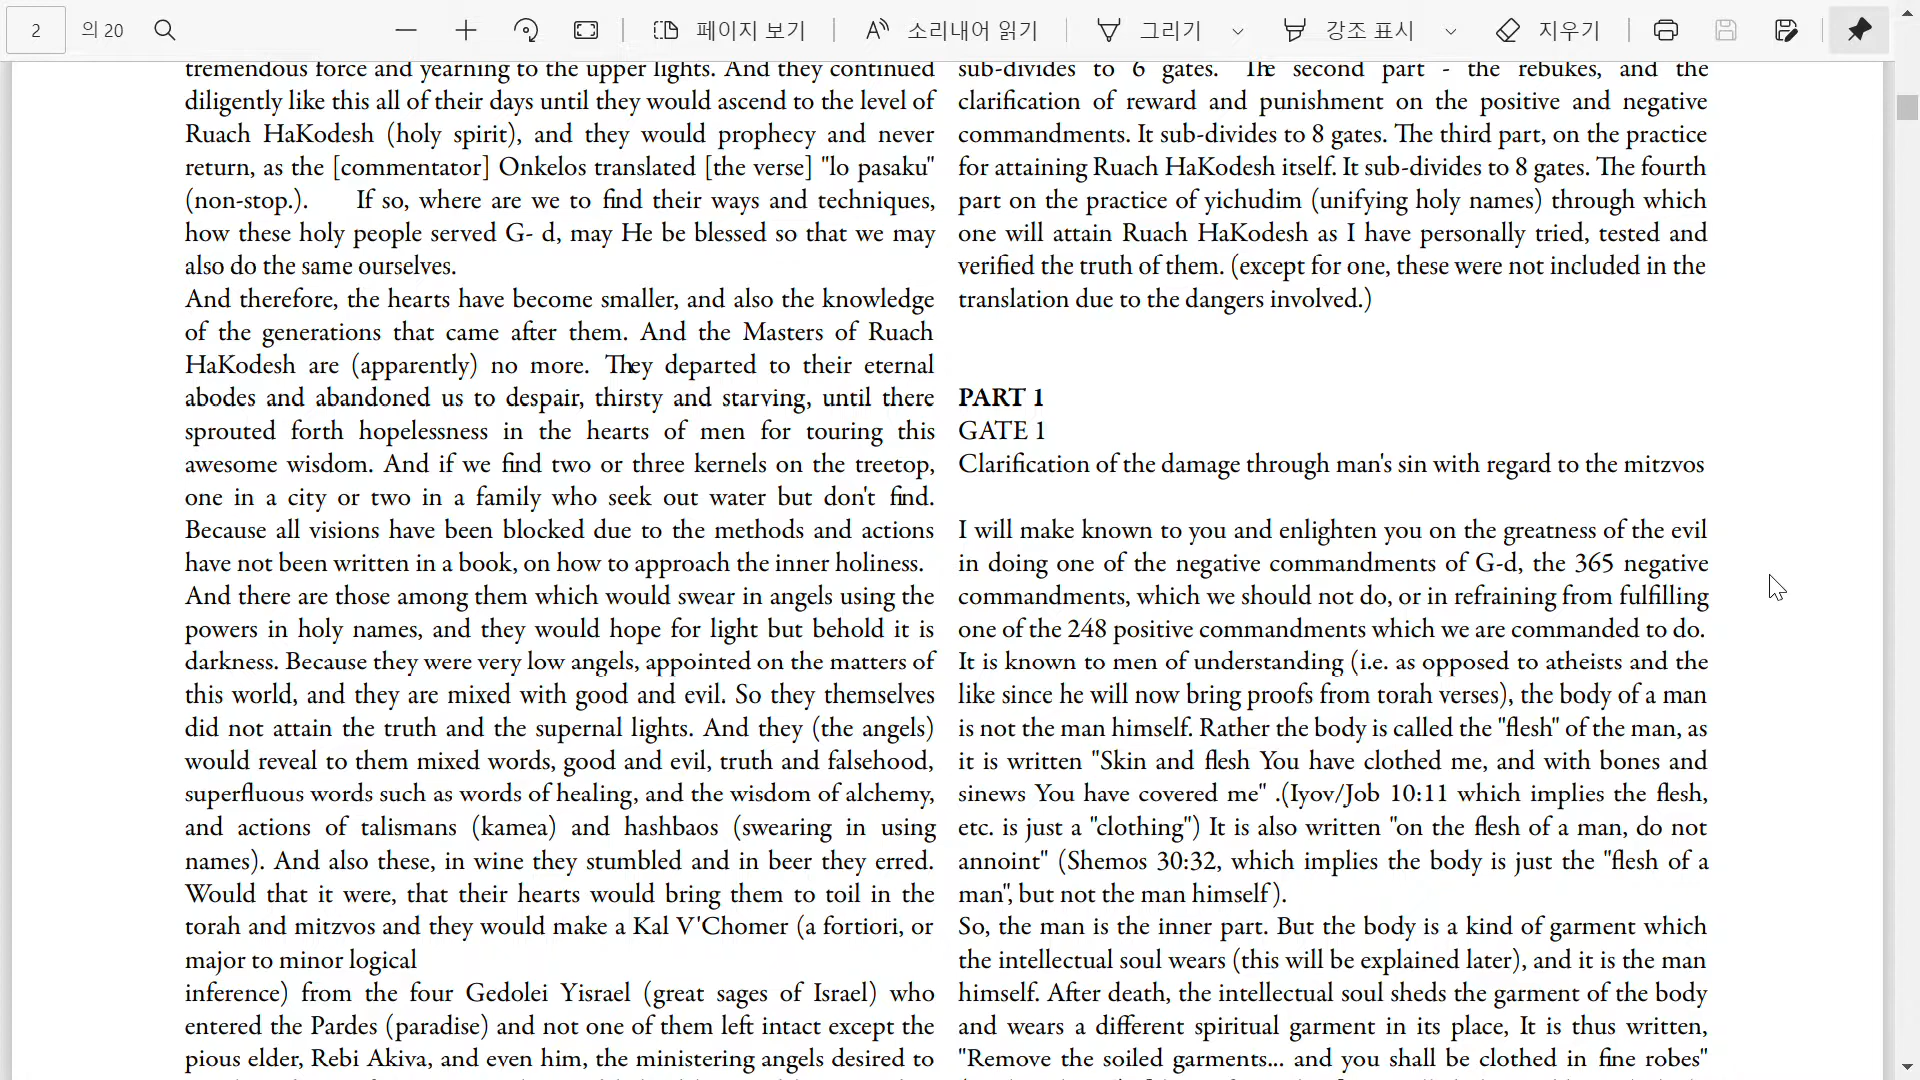 2
의 20
페이지 보기
소리내어 읽기
그리기
강조 표시
지우기
tremendous force and yearning to the upper lights. And they continued
diligently like this all of their days until they would ascend to the level of
Ruach HaKodesh (holy spirit), and they would prophecy and never
return, as the [commentator] Onkelos translated [the verse] "lo pasaku"
(non-stop.). If so, where are we to find their ways and techniques,
how these holy people served G- d, may He be blessed so that we may
also do the same ourselves.
And therefore, the hearts have become smaller, and also the knowledge
of the generations that came after them. And the Masters of Ruach
HaKodesh are (apparently) no more. They departed to their eternal
abodes and abandoned us to despair, thirsty and starving, until there
sprouted forth hopelessness in the hearts of men for touring this
awesome wisdom. And if we find two or three kernels on the treetop,
one in a city or two in a family who seek out water but don't find.
Because all visions have been blocked due to the methods and actions
have not been written in a book, on how to approach the inner holiness.
And there are those among them which would swear in angels using the
powers in holy names, and they would hope for light but behold it is
darkness. Because they were very low angels, appointed on the matters of
this world, and they are mixed with good and evil. So they themselves
did not attain the truth and the supernal lights. And they (the angels)
would reveal to them mixed words, good and evil, truth and falsehood,
superfluous words such as words of healing, and the wisdom of alchemy,
and actions of talismans (kamea) and hashbaos (swearing in using
names). And also these, in wine they stumbled and in beer they erred.
Would that it were, that their hearts would bring them to toil in the
torah and mitzvos and they would make a Kal V'Chomer (a fortiori, or
major to minor logical
inference) from the four Gedolei Yisrael (great sages of Israel) who
entered the Pardes (paradise) and not one of them left intact except the
pious elder, Rebi Akiva, and even him, the ministering angels desired to
sub-divides to 6 gates. The second part - the rebukes, and the
clarification of reward and punishment on the positive and negative
commandments. It sub-divides to 8 gates. The third part, on the practice
for attaining Ruach HaKodesh itself. It sub-divides to 8 gates. The fourth
part on the practice of yichudim (unifying holy names) through which
one will attain Ruach HaKodesh as I have personally tried, tested and
verified the truth of them. (except for one, these were not included in the
translation due to the dangers involved.)
PART 1
GATE 1
Clarification of the damage through man's sin with regard to the mitzvos
I will make known to you and enlighten you on the greatness of the evil
in doing one of the negative commandments of G-d, the 365 negative
commandments, which we should not do, or in refraining from fulfilling
one of the 248 positive commandments which we are commanded to do.
It is known to men of understanding (i.e. as opposed to atheists and the
like since he will now bring proofs from torah verses), the body of a man
is not the man himself. Rather the body is called the "flesh" of the man, as
it is written "Skin and flesh You have clothed me, and with bones and
sinews You have covered me" .(Iyov/Job 10:11 which implies the flesh,
etc. is just a "clothing") It is also written "on the flesh of a man, do not
annoint" (Shemos 30:32, which implies the body is just the "flesh of a
man", but not the man himself).
So, the man is the inner part. But the body is a kind of garment which
the intellectual soul wears (this will be explained later), and it is the man
himself. After death, the intellectual soul sheds the garment of the body
and wears a different spiritual garment in its place, It is thus written,
"Remove the soiled garments... and you shall be clothed in fine robes"